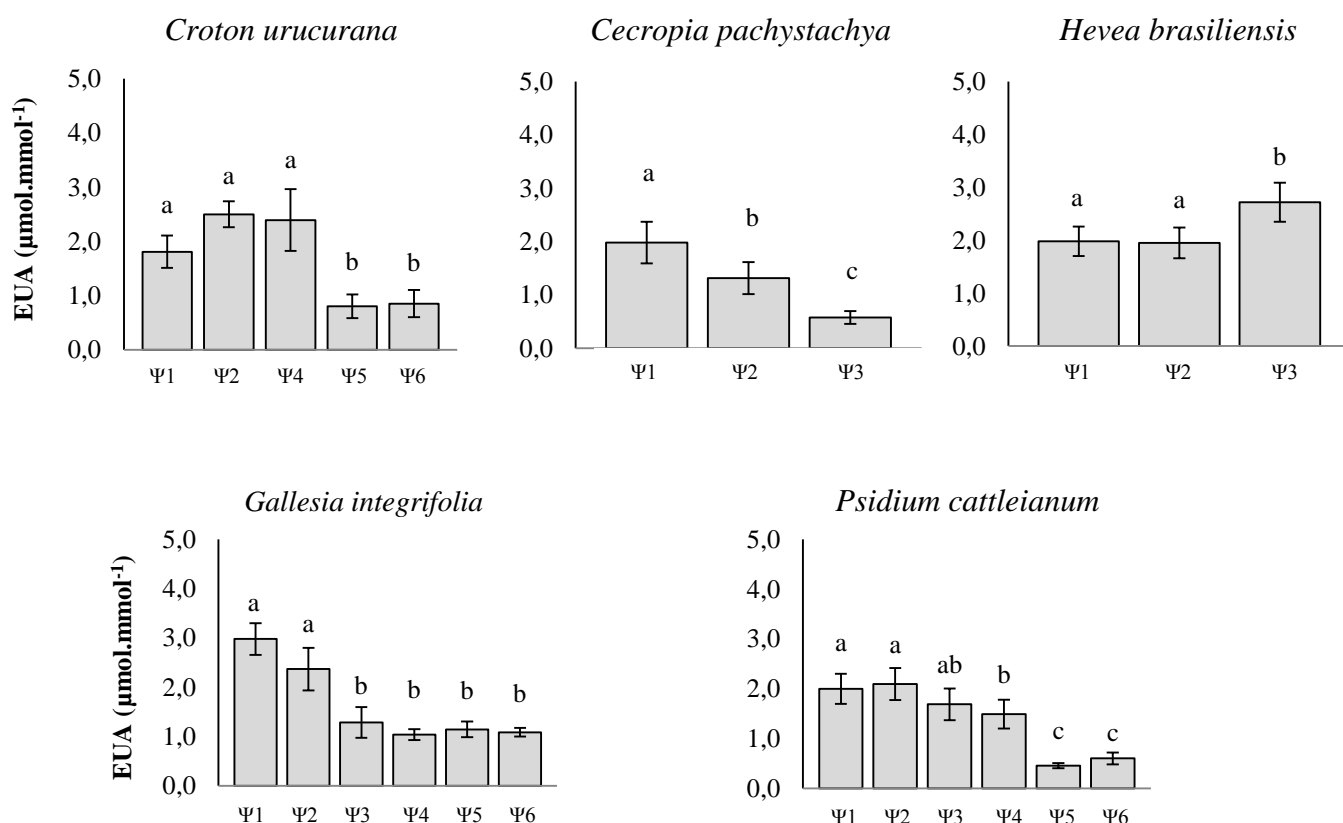 Croton urucurana
Cecropia pachystachya
Hevea brasiliensis
EUA (µmol.mmol-1)
5,0
4,0
3,0
2,0
1,0
0,0
a
a
a
b
b
Ψ1 Ψ2 Ψ4 Ψ5 Ψ6
5,0
4,0
3,0
2,0
1,0
0,0
a
b
c
Ψ1 Ψ2 Ψ3
5,0
4,0
3,0
2,0
1,0
0,0
a
a
b
Ψ1 Ψ2 Ψ3
Gallesia integrifolia
Psidium cattleianum
EUA (µmol.mmol-1)
5,0
4,0
3,0
2,0
1,0
0,0
a
a
b
b
b
b
Ψ1 Ψ2 Ψ3 Ψ4 Ψ5 Ψ6
5,0
4,0
3,0
2,0
1,0
0,0
a
a
ab
b
c
c
Ψ1 Ψ2 Ψ3 Ψ4 Ψ5 Ψ6